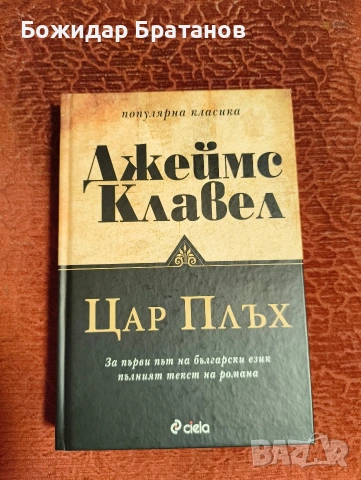 Божидар Братанов
популярна класика
Джеймс
Клавел
Цар Плъх
За първи път на български език
пълният текст на романа
ciela
bazar